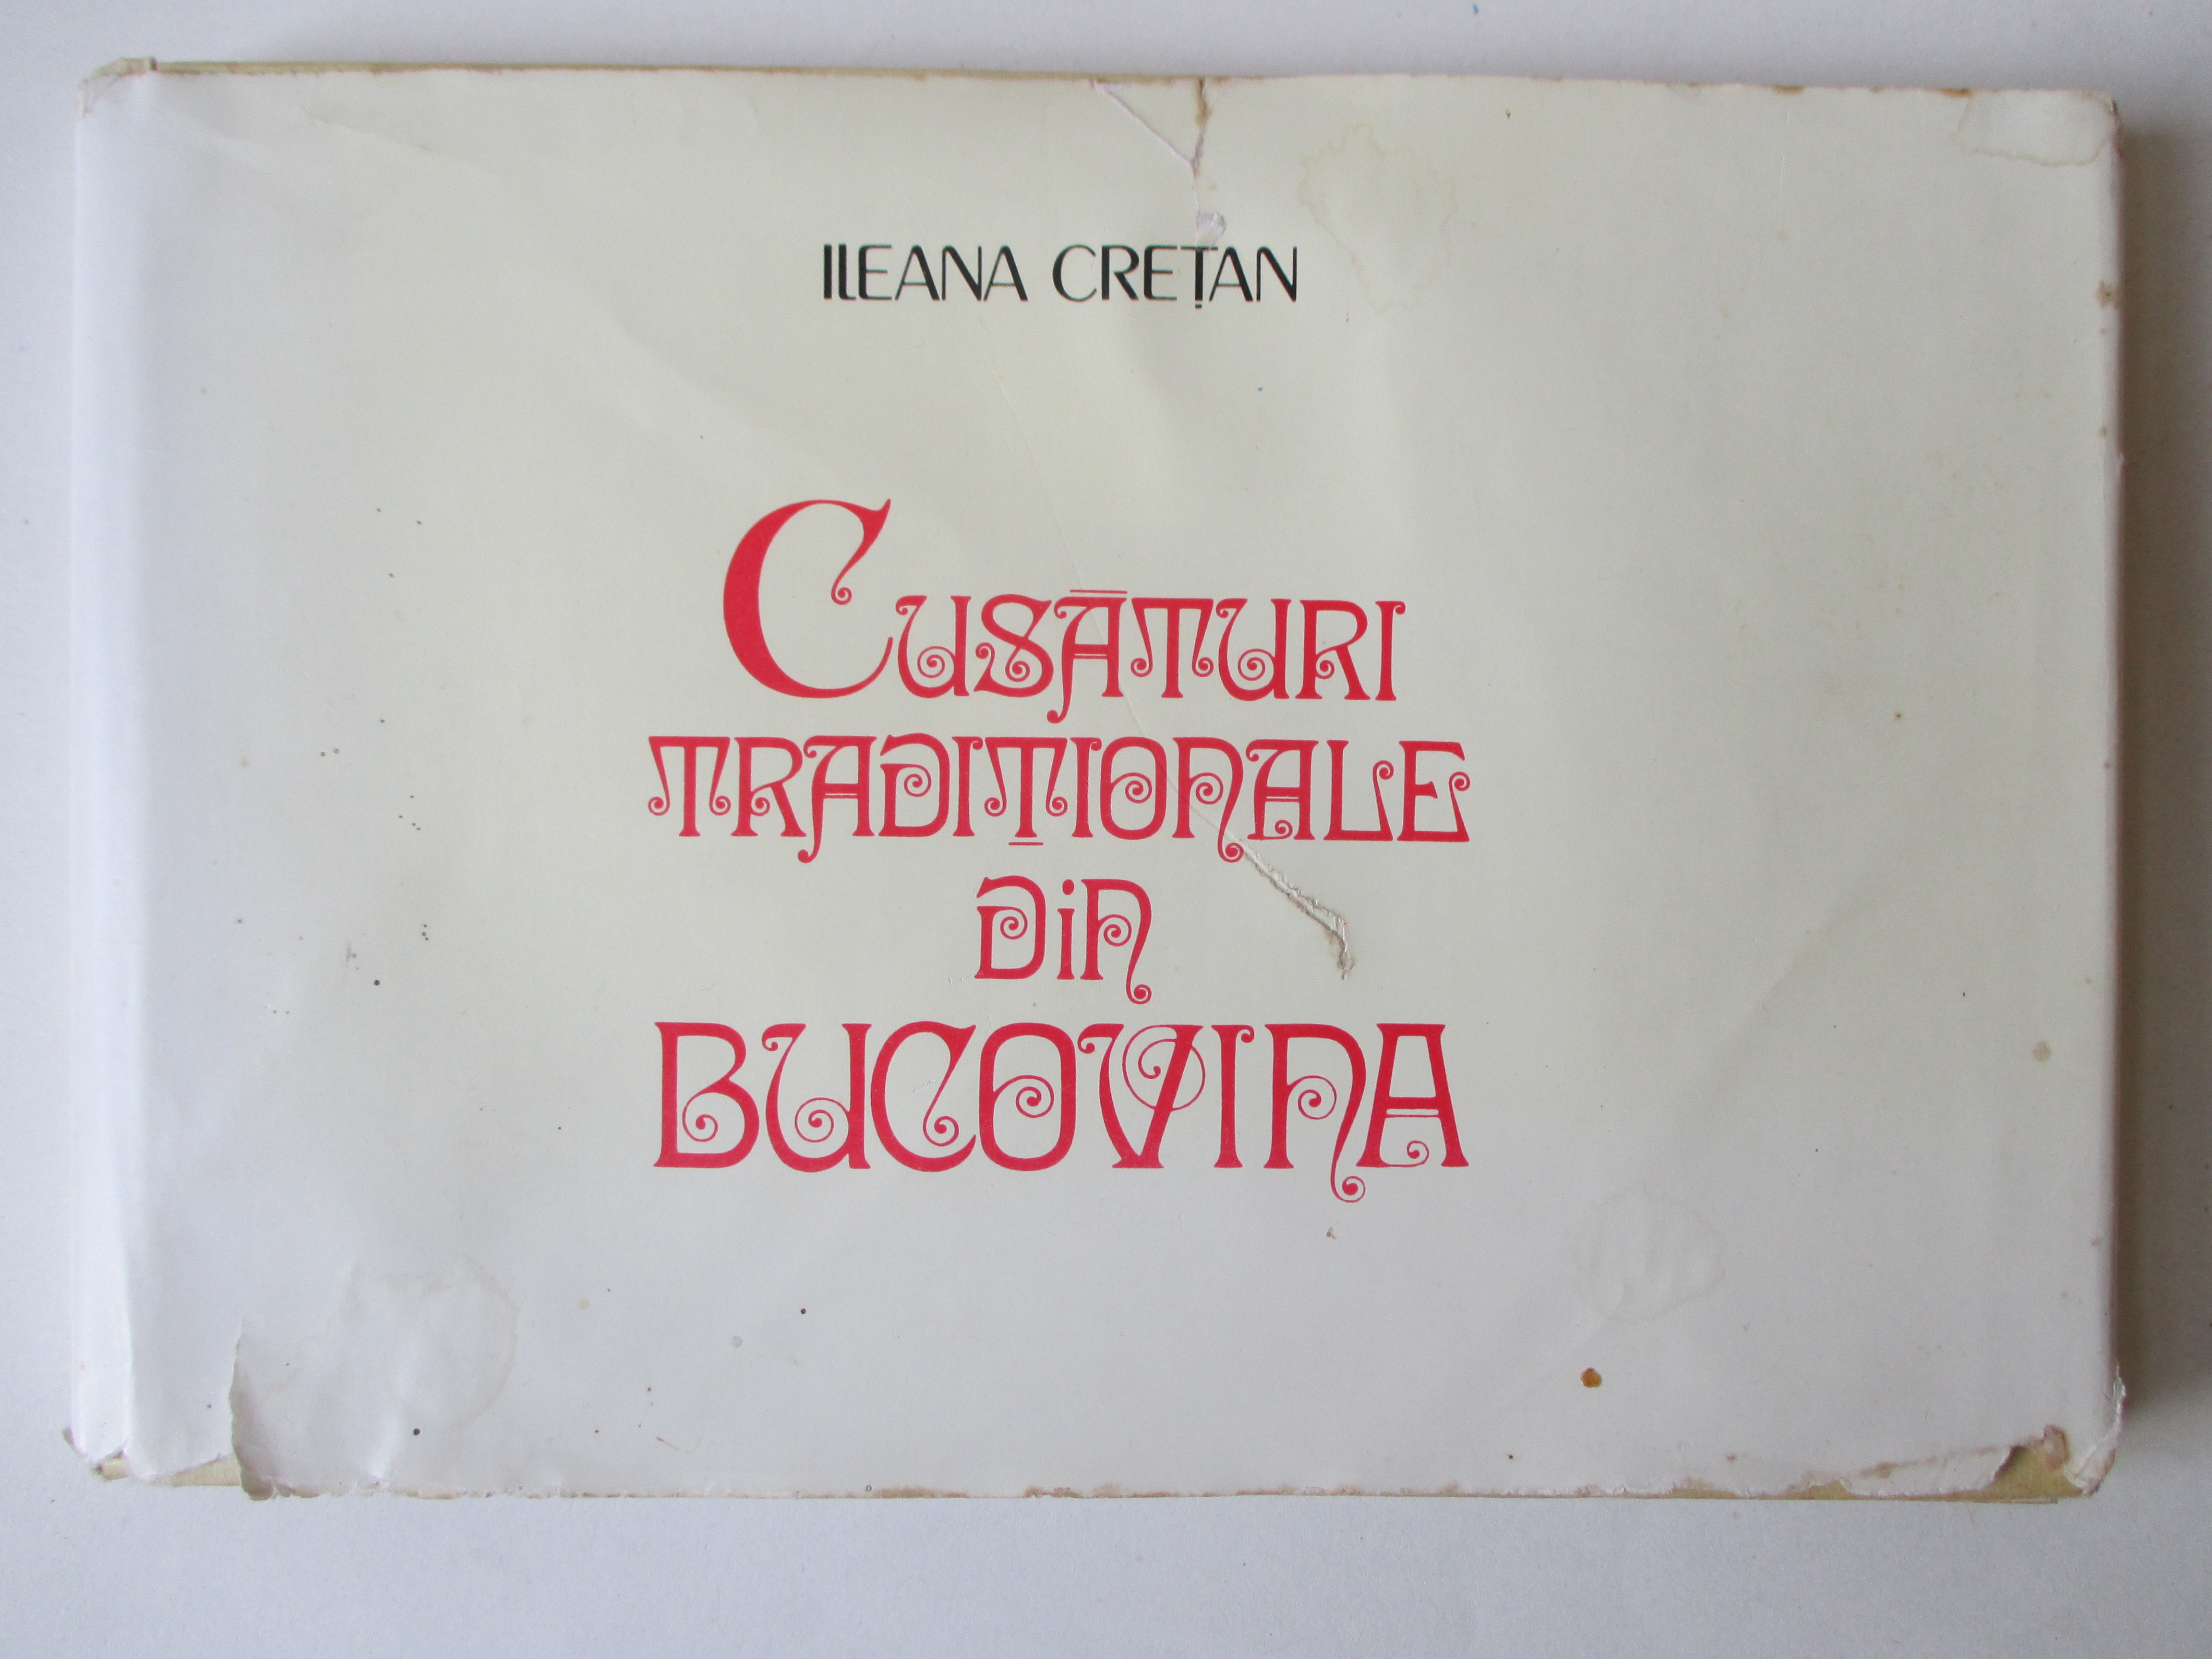 ILEANA CREȚAN
CUSĂTURI
TRADIȚIONALE
DiN
BUCOVINA